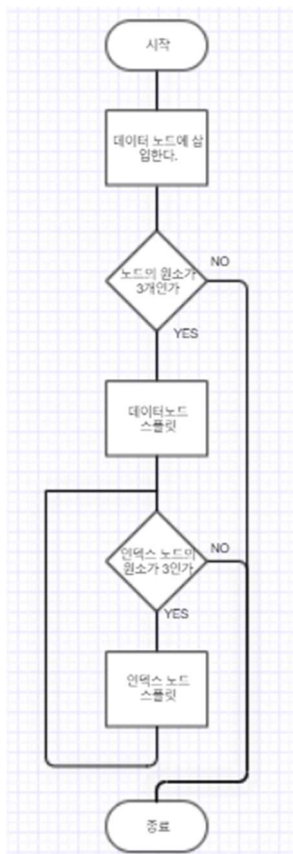 시작
데이터 노드에 삽
입한다.
노드의 원소가
3개인가
NO
YES
데이터노드
스플릿
인덱스 노드의
원소가 3인가
NO
YES
인덱스 노드
스플릿
종료